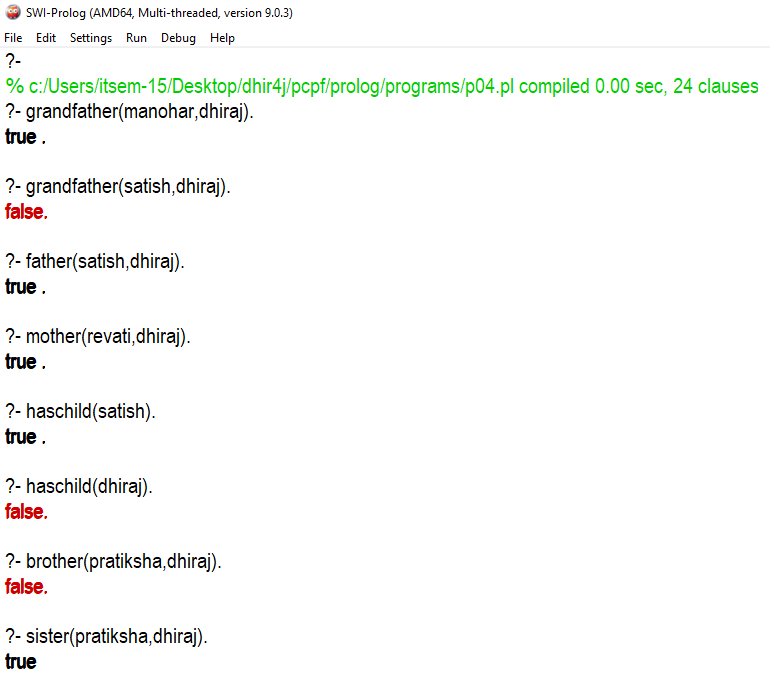 SWI-Prolog (AMD64, Multi-threaded, version 9.0.3)
File Edit Settings Run Debug Help
?-
% c:/Users/itsem-15/Desktop/dhir4j/pcpf/prolog/programs/p04.pl compiled 0.00 sec, 24 clauses
?- grandfather(manohar,dhiraj).
true .
?- grandfather(satish,dhiraj).
false.
?- father(satish,dhiraj).
true .
?- mother(revati,dhiraj).
true .
?- haschild(satish).
true .
?- haschild(dhiraj).
false.
?- brother(pratiksha,dhiraj).
false.
?- sister(pratiksha,dhiraj).
true